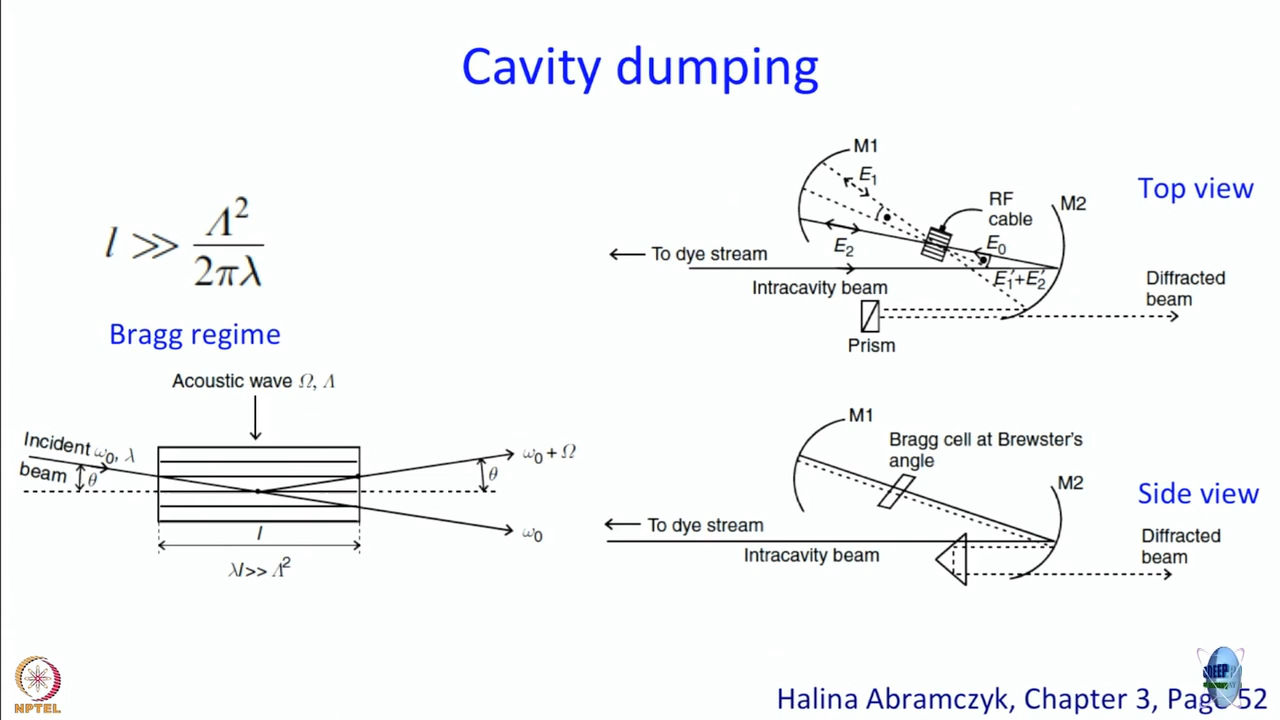 Cavity dumping
l ≫ Λ²/2πλ
Bragg regime
Acoustic wave Ω, Λ
Incident ω₀, λ
beam
θ
θ
ω₀ + Ω
ω₀
l
λl>> Λ²
M1
E₁
RF
cable
M2
Top view
E₂
E₀
To dye stream
E₁′+E₂′
Intracavity beam
Diffracted
beam
Prism
M1
Bragg cell at Brewster's
angle
M2
Side view
To dye stream
Intracavity beam
Diffracted
beam
NPTEL
Halina Abramczyk, Chapter 3, Page 52